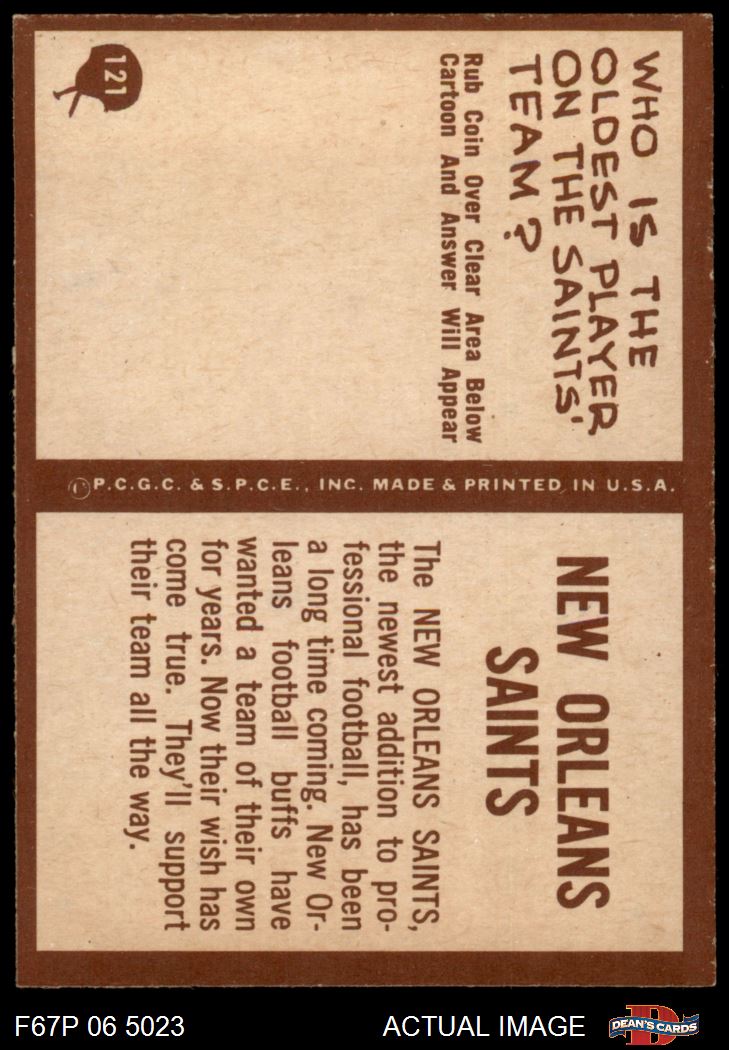 121
WHO IS THE
OLDEST PLAYER
ON THE SAINTS'
TEAM?
Rub Coin Over Clear Area Below
Cartoon And Answer Will Appear
©P.C.G.C. & S.P.C.E., INC. MADE & PRINTED IN U.S.A.
NEW ORLEANS
SAINTS
The NEW ORLEANS SAINTS,
the newest addition to pro-
fessional football, has been
a long time coming. New Or-
leans football buffs have
wanted a team of their own
for years. Now their wish has
come true. They'll support
their team all the way.
F67P 06 5023
ACTUAL IMAGE
D
DEAN'S CARDS